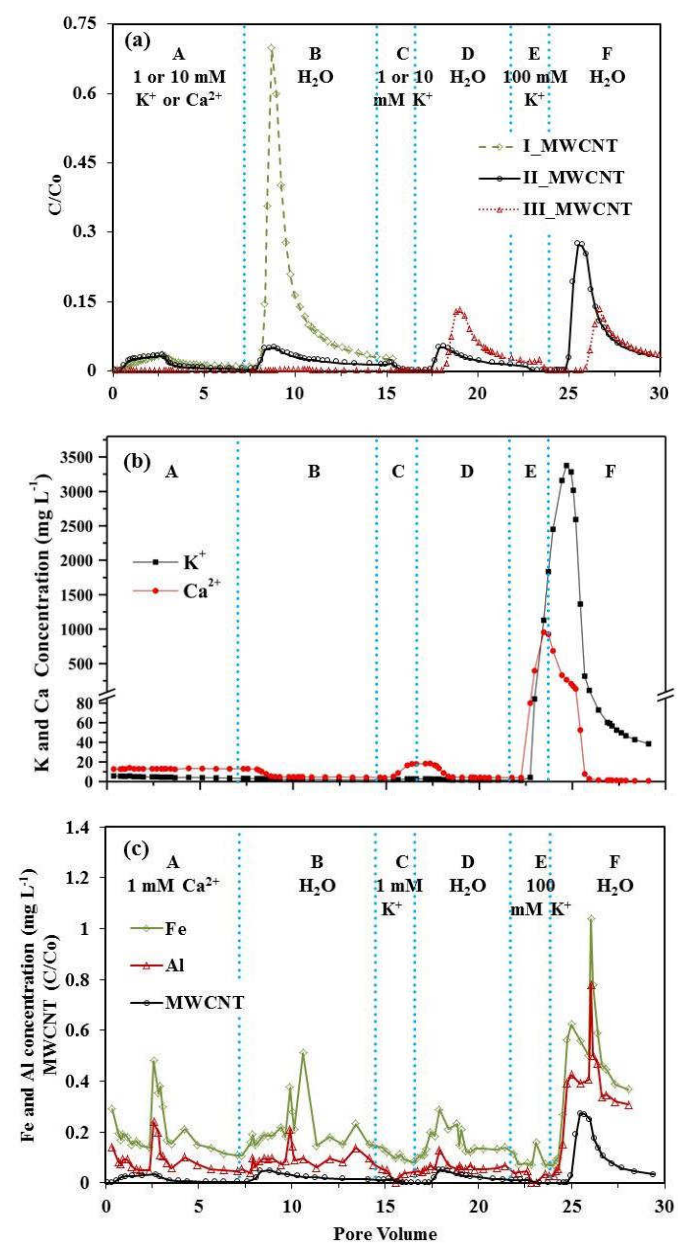 (a)
0.75
0.6
0.45
0.3
0.15
0
C/Co
A
1 or 10 mM
K⁺ or Ca²⁺
B
H₂O
C
1 or 10
mM K⁺
D
H₂O
E
100 mM
K⁺
F
H₂O
I_MWCNT
II_MWCNT
III_MWCNT
0 5 10 15 20 25 30
(b)
K and Ca Concentration (mg L⁻¹)
3500
3000
2500
2000
1500
1000
500
80
60
40
20
0
A B C D E F
K⁺
Ca²⁺
0 5 10 15 20 25 30
(c)
Fe and Al concentration (mg L⁻¹)
MWCNT (C/Co)
1.4
1.2
1
0.8
0.6
0.4
0.2
0
A
1 mM Ca²⁺
B
H₂O
C
1 mM
K⁺
D
H₂O
E
100
mM K⁺
F
H₂O
Fe
Al
MWCNT
0 5 10 15 20 25 30
Pore Volume